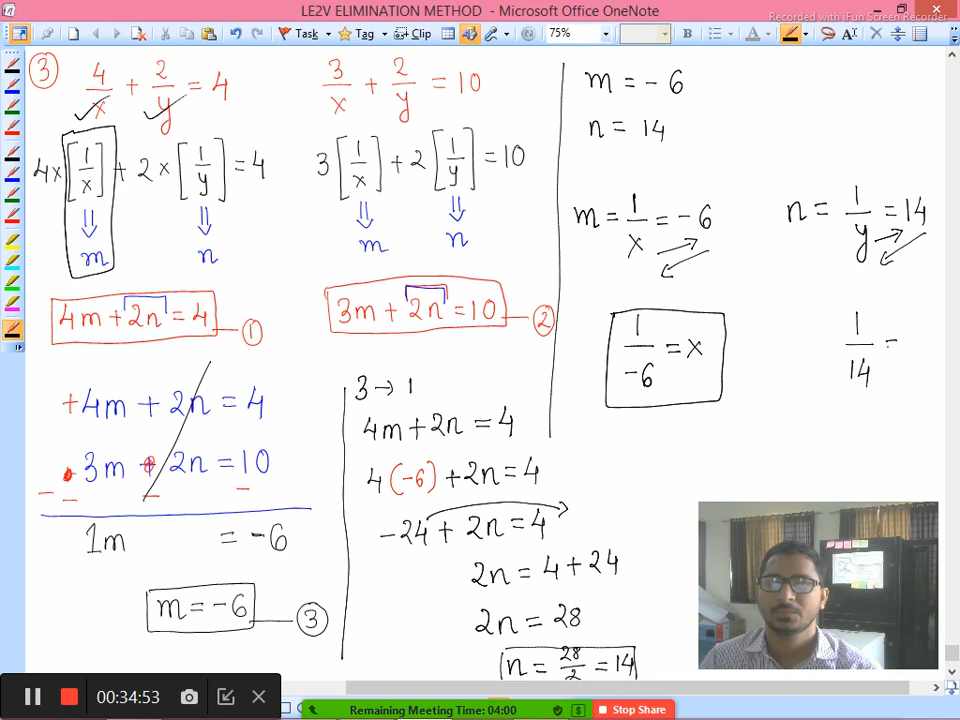 LE2V ELIMINATION METHOD - Microsoft Office OneNote
Recorded with iFun Screen Recorder
Task Tag Clip 75% B A
3
4/x + 2/y = 4
3/x + 2/y = 10
4 × [1/x] + 2 × [1/y] = 4
m n
3 [1/x] + 2 [1/y] = 10
m n
4m + 2n = 4 ①
3m + 2n = 10 ②
+4m + 2n = 4
3m + 2n = 10
− − − −
1m = -6
m = -6 ③
3 → 1
4m + 2n = 4
4 (-6) + 2n = 4
-24 + 2n = 4
2n = 4 + 24
2n = 28
n = 28/2 = 14
m = -6
n = 14
m = 1/x = -6
1/-6 = x
n = 1/y = 14
1/14 =
00:34:53
Remaining Meeting Time: 04:00 Stop Share